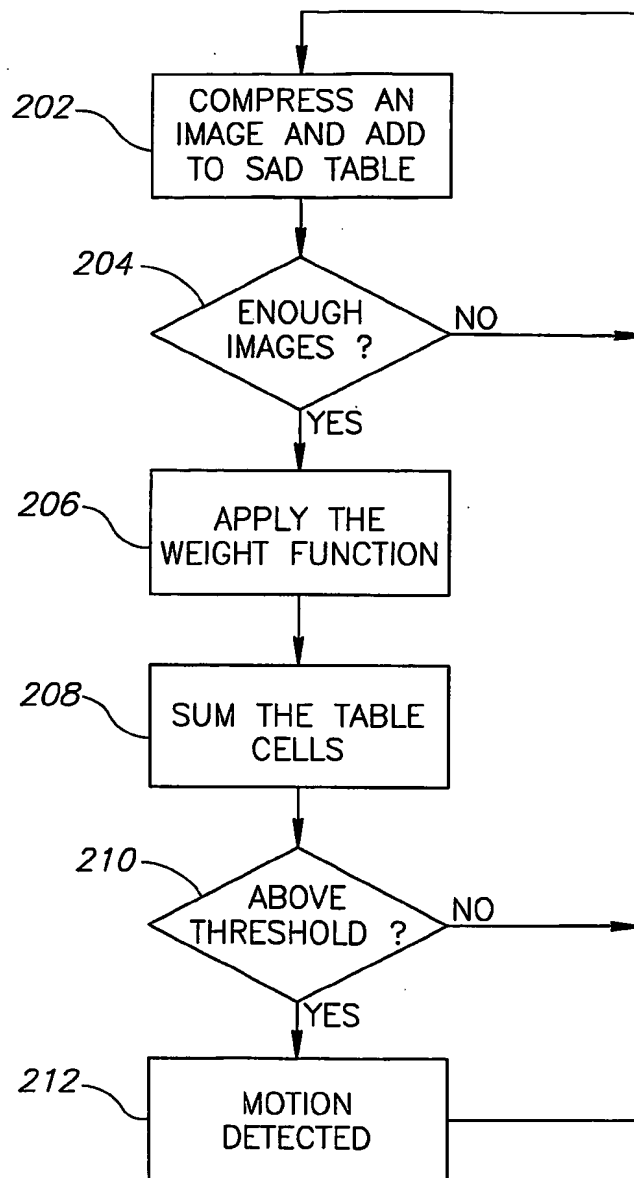 202
COMPRESS AN
IMAGE AND ADD
TO SAD TABLE
204
ENOUGH
IMAGES ?
NO
YES
206
APPLY THE
WEIGHT FUNCTION
208
SUM THE TABLE
CELLS
210
ABOVE
THRESHOLD ?
NO
YES
212
MOTION
DETECTED